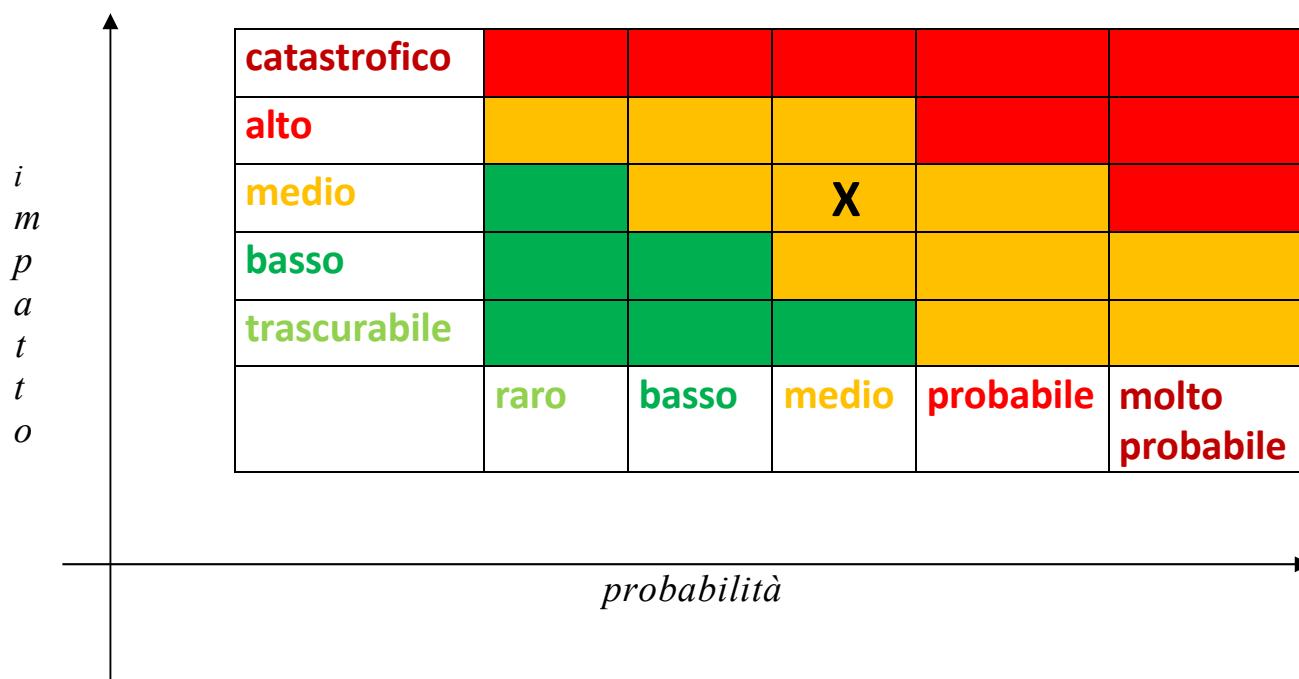 catastrofico
alto
medio
X
basso
trascurabile
raro
basso
medio
probabile
molto
probabile
i
m
p
a
t
t
o
probabilità